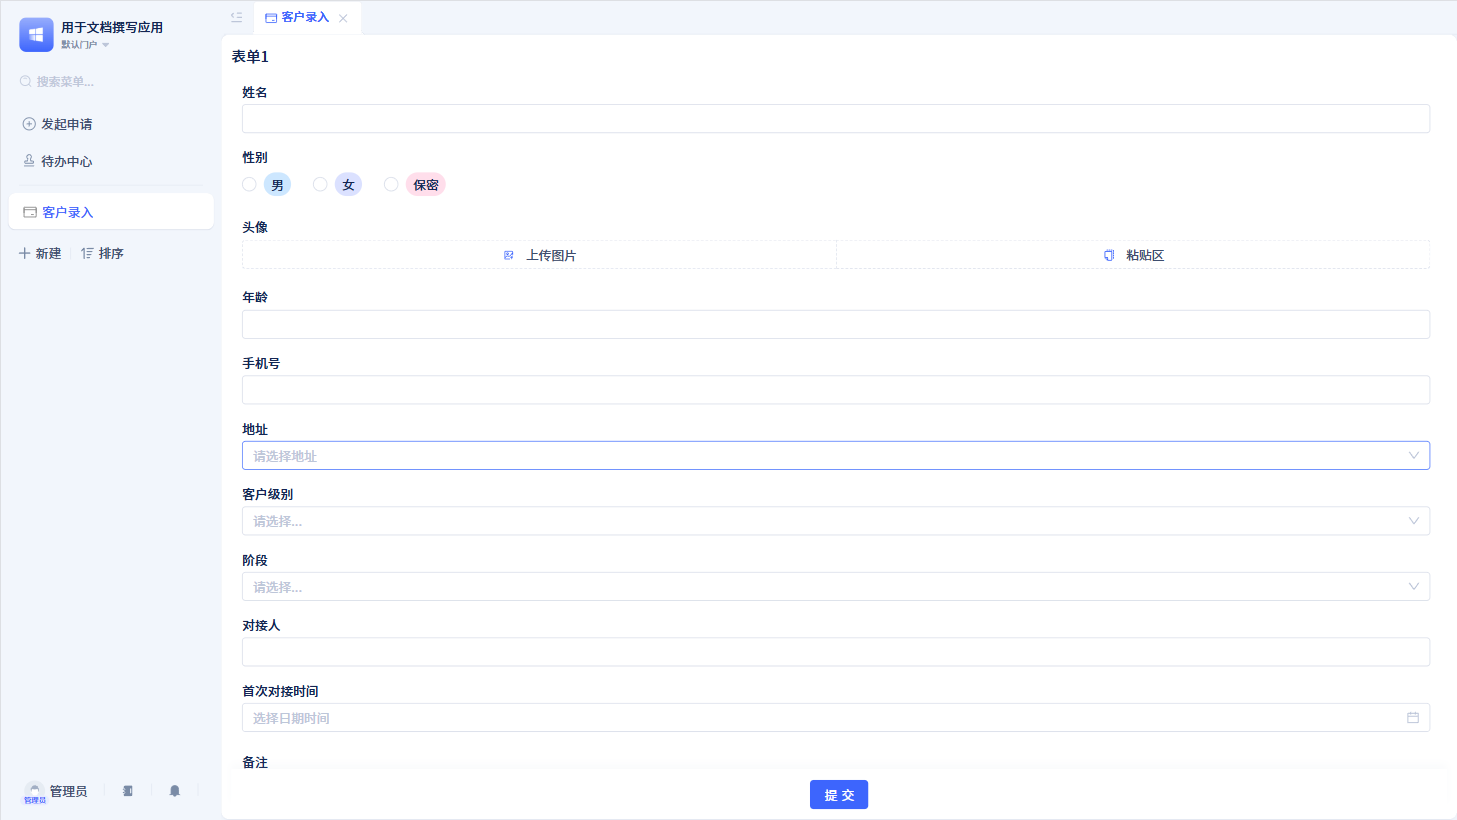 用于文档撰写应用
默认门户
搜索菜单...
发起申请
待办中心
客户录入
新建
排序
管理员
管理员
客户录入
表单1
姓名
性别
男 女 保密
头像
上传图片 粘贴区
年龄
手机号
地址
请选择地址
客户级别
请选择...
阶段
请选择...
对接人
首次对接时间
选择日期时间
备注
提交